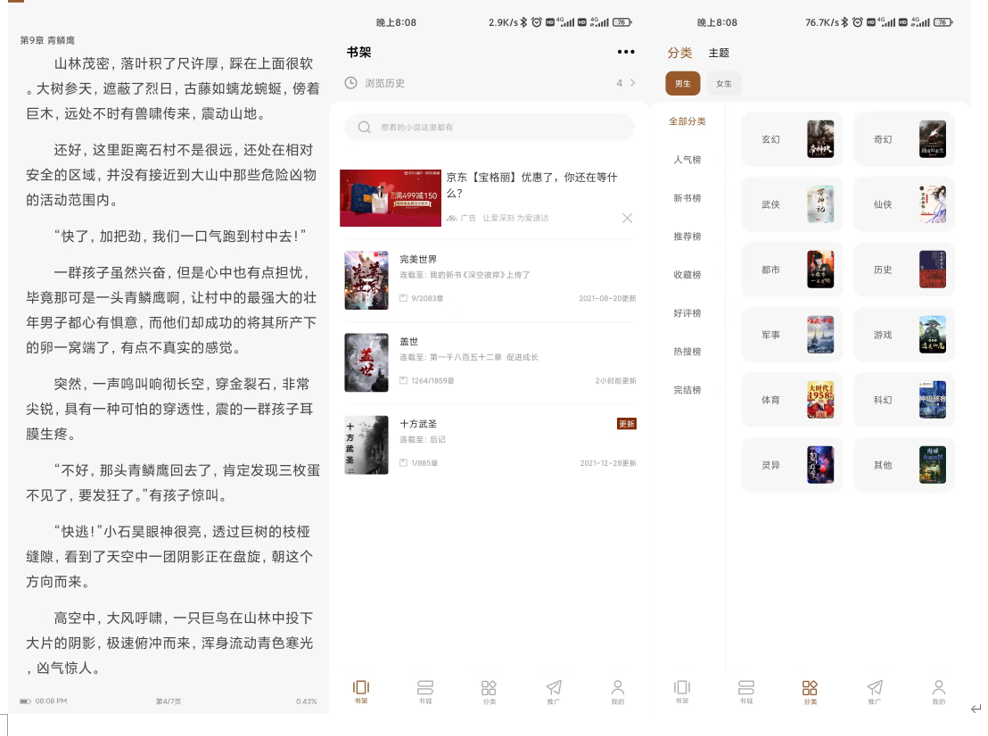 第9章 青鳞鹰
山林茂密，落叶积了尺许厚，踩在上面很软
。大树参天，遮蔽了烈日，古藤如螭龙蜿蜒，傍着
巨木，远处不时有兽啸传来，震动山地。
还好，这里距离石村不是很远，还处在相对
安全的区域，并没有接近到大山中那些危险凶物
的活动范围内。
“快了，加把劲，我们一口气跑到村中去！”
一群孩子虽然兴奋，但是心中也有点担忧，
毕竟那可是一头青鳞鹰啊，让村中的最强大的壮
年男子都心有惧意，而他们却成功的将其所产下
的卵一窝端了，有点不真实的感觉。
突然，一声鸣叫响彻长空，穿金裂石，非常
尖锐，具有一种可怕的穿透性，震的一群孩子耳
膜生疼。
“不好，那头青鳞鹰回去了，肯定发现三枚蛋
不见了，要发狂了。”有孩子惊叫。
“快逃！”小石昊眼神很亮，透过巨树的枝桠
缝隙，看到了天空中一团阴影正在盘旋，朝这个
方向而来。
高空中，大风呼啸，一只巨鸟在山林中投下
大片的阴影，极速俯冲而来，浑身流动青色寒光
，凶气惊人。
08:08 PM 第4/7页 0.43%
晚上8:08 2.9K/s HD 4G HD 4G 76
书架
浏览历史 4
想看的小说这里都有
满499减150
京东【宝格丽】优惠了，你还在等什
么？
广告 让爱深刻 为爱速达
完美世界
完美世界
连载至: 我的新书《深空彼岸》上传了
9/2083章 2021-08-20更新
盖世
盖世
连载至: 第一千八百五十二章 促进成长
1264/1859章 2小时前更新
十方武圣
十方武圣 更新
连载至: 后记
1/885章 2021-12-28更新
书架 书城 分类 推广 我的
晚上8:08 76.7K/s HD 4G HD 4G 76
分类 主题
男生 女生
全部分类
人气榜
新书榜
推荐榜
收藏榜
好评榜
热搜榜
完结榜
玄幻 奇幻
武侠 万神记 仙侠
都市 历史
军事 游戏
体育 大时代1958 科幻
灵异 其他
书架 书城 分类 推广 我的